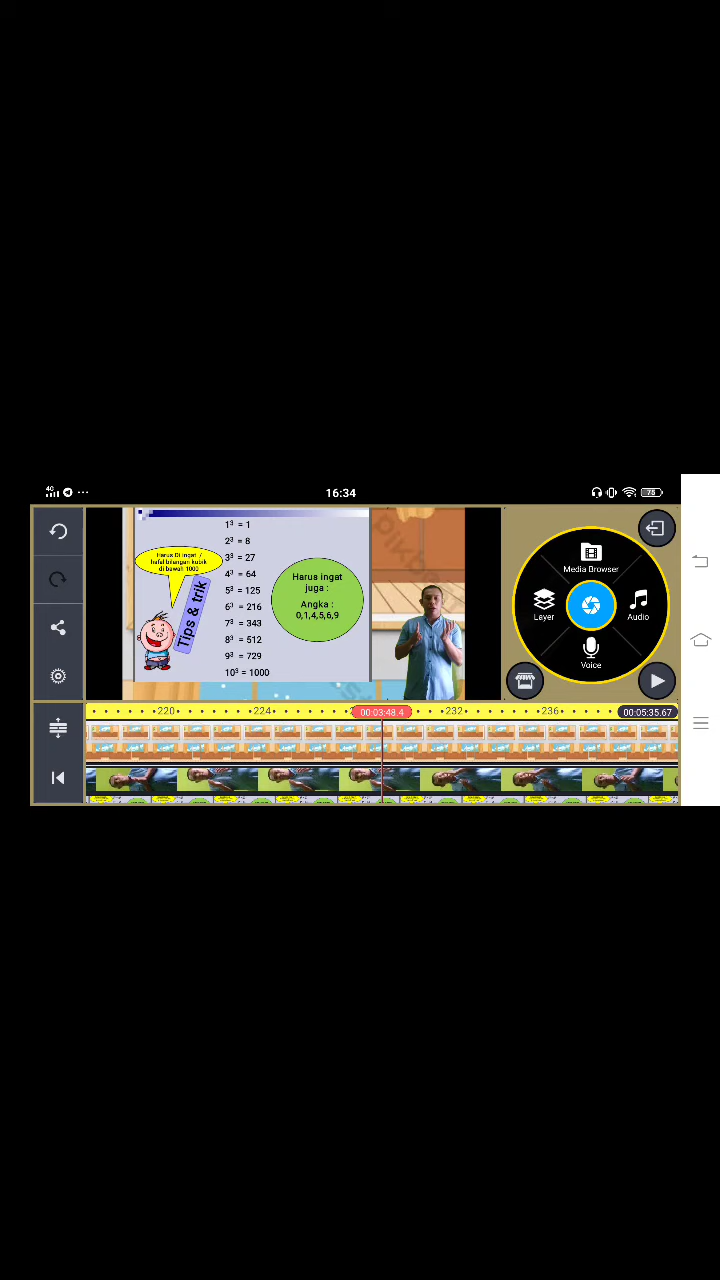 4G
16:34
75
Harus Di ingat /
hafal bilangan kubik
di bawah 1000
Tips & trik
1³ = 1
2³ = 8
3³ = 27
4³ = 64
5³ = 125
6³ = 216
7³ = 343
8³ = 512
9³ = 729
10³ = 1000
Harus ingat
juga :
Angka :
0,1,4,5,6,9
Media Browser
Layer
Audio
Voice
220
224
00:03:48.4
232
236
00:05:35.67